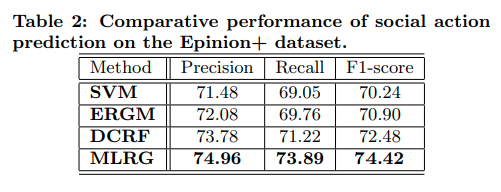 Table 2: Comparative performance of social action
prediction on the Epinion+ dataset.
Method Precision Recall F1-score
SVM 71.48 69.05 70.24
ERGM 72.08 69.76 70.90
DCRF 73.78 71.22 72.48
MLRG 74.96 73.89 74.42